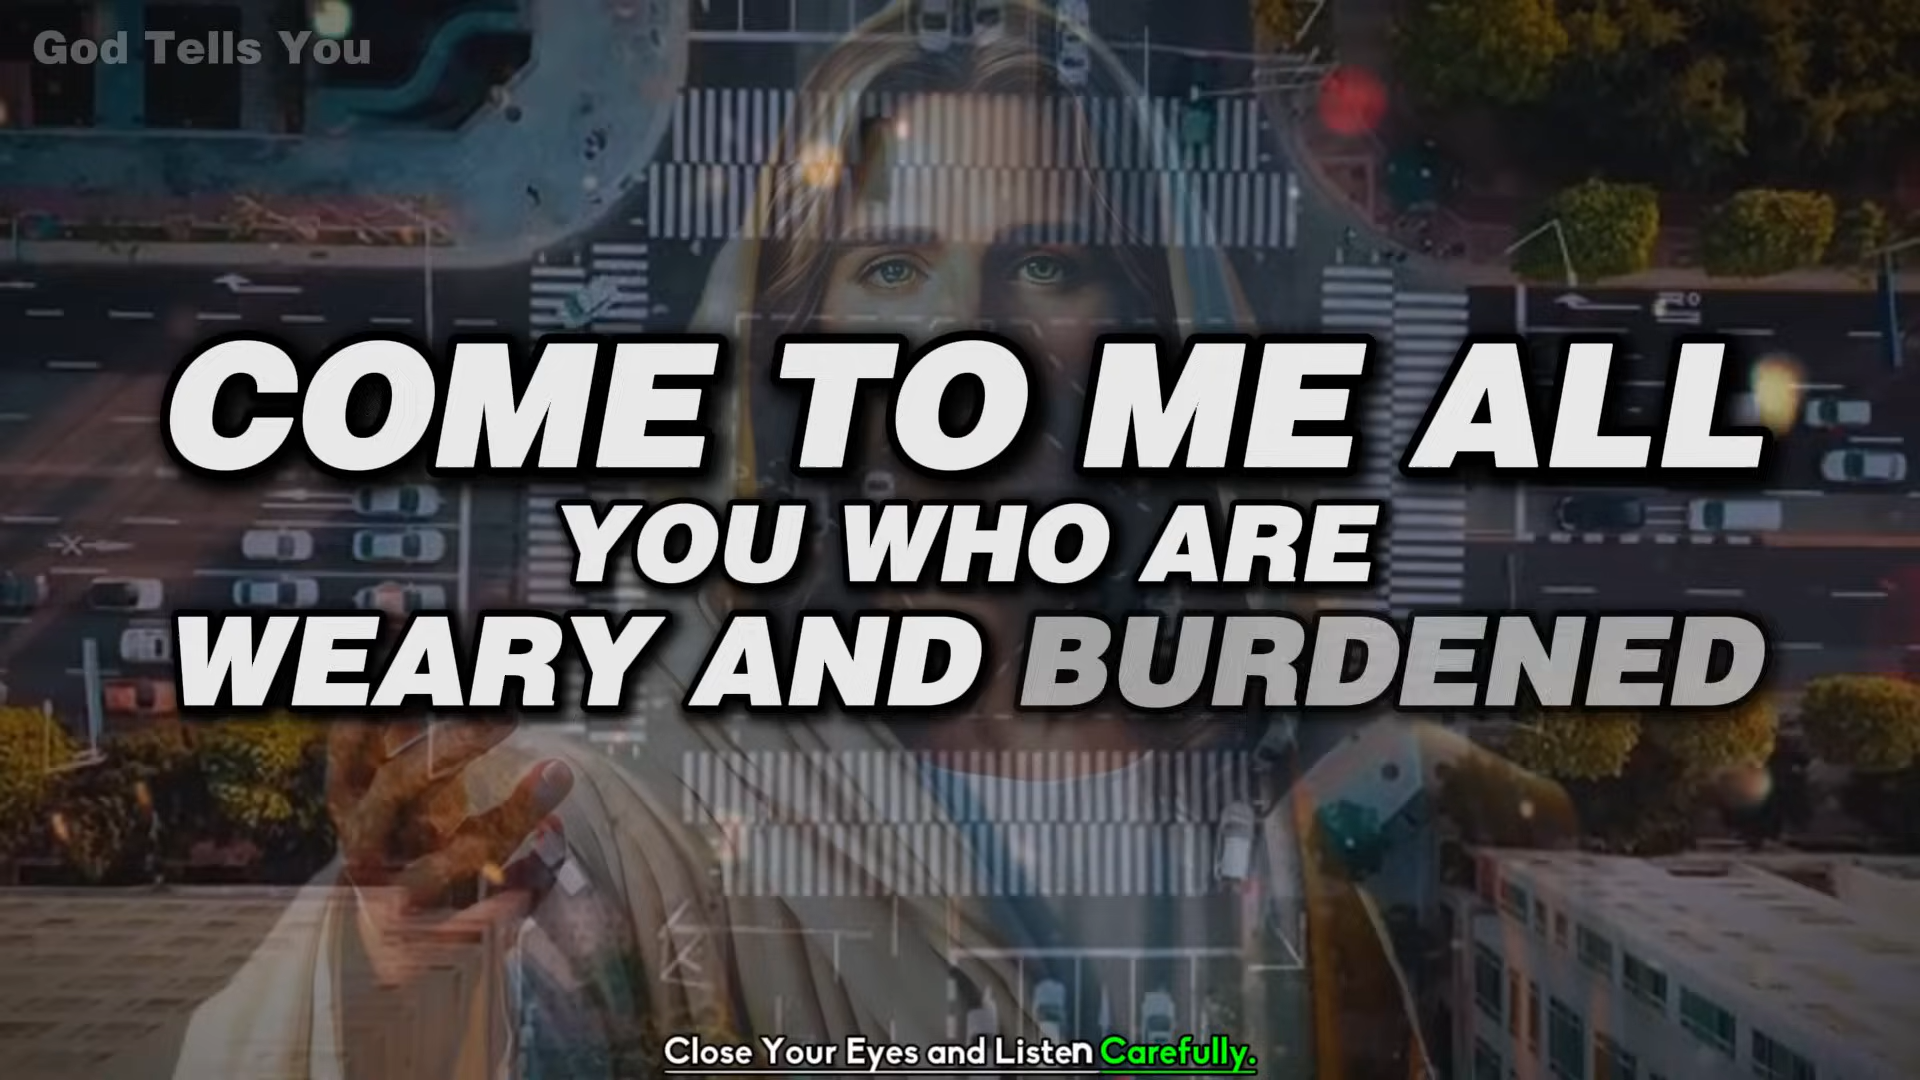 God Tells You
COME TO ME ALL
YOU WHO ARE
WEARY AND BURDENED
Close Your Eyes and Listen Carefully.